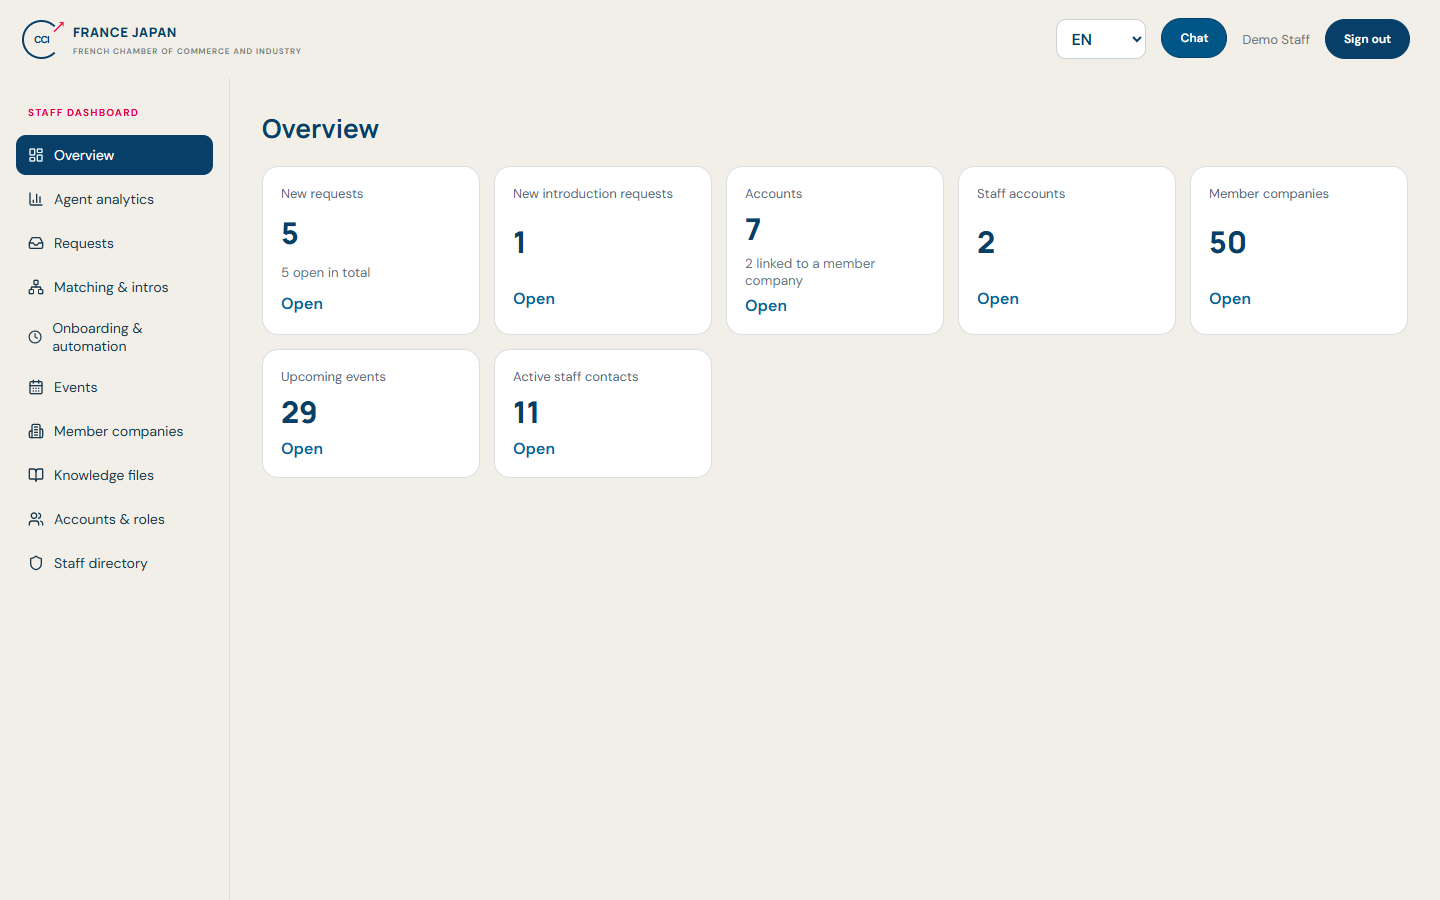 CCI
FRANCE JAPAN
FRENCH CHAMBER OF COMMERCE AND INDUSTRY
EN
Chat
Demo Staff
Sign out
STAFF DASHBOARD
Overview
Agent analytics
Requests
Matching & intros
Onboarding &
automation
Events
Member companies
Knowledge files
Accounts & roles
Staff directory
Overview
New requests
5
5 open in total
Open
New introduction requests
1
Open
Accounts
7
2 linked to a member
company
Open
Staff accounts
2
Open
Member companies
50
Open
Upcoming events
29
Open
Active staff contacts
11
Open